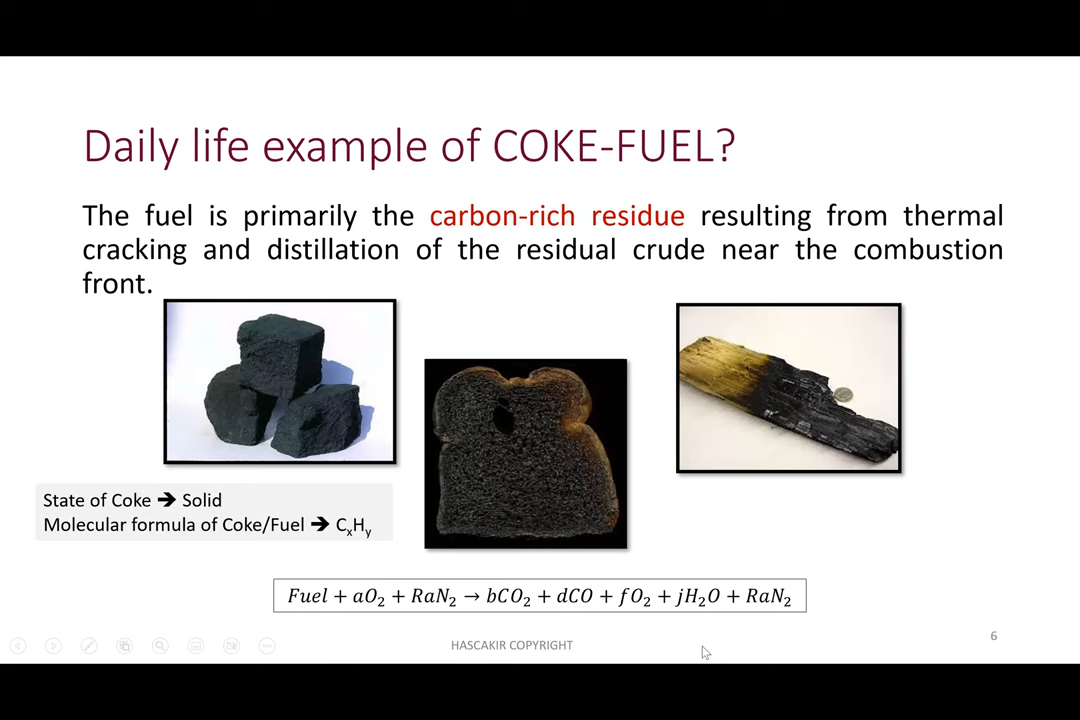 Daily life example of COKE-FUEL?
The fuel is primarily the carbon-rich residue resulting from thermal
cracking and distillation of the residual crude near the combustion
front.
State of Coke 🡲 Solid
Molecular formula of Coke/Fuel 🡲 CₓHᵧ
Fuel + aO₂ + RaN₂ → bCO₂ + dCO + fO₂ + jH₂O + RaN₂
HASCAKIR COPYRIGHT
6